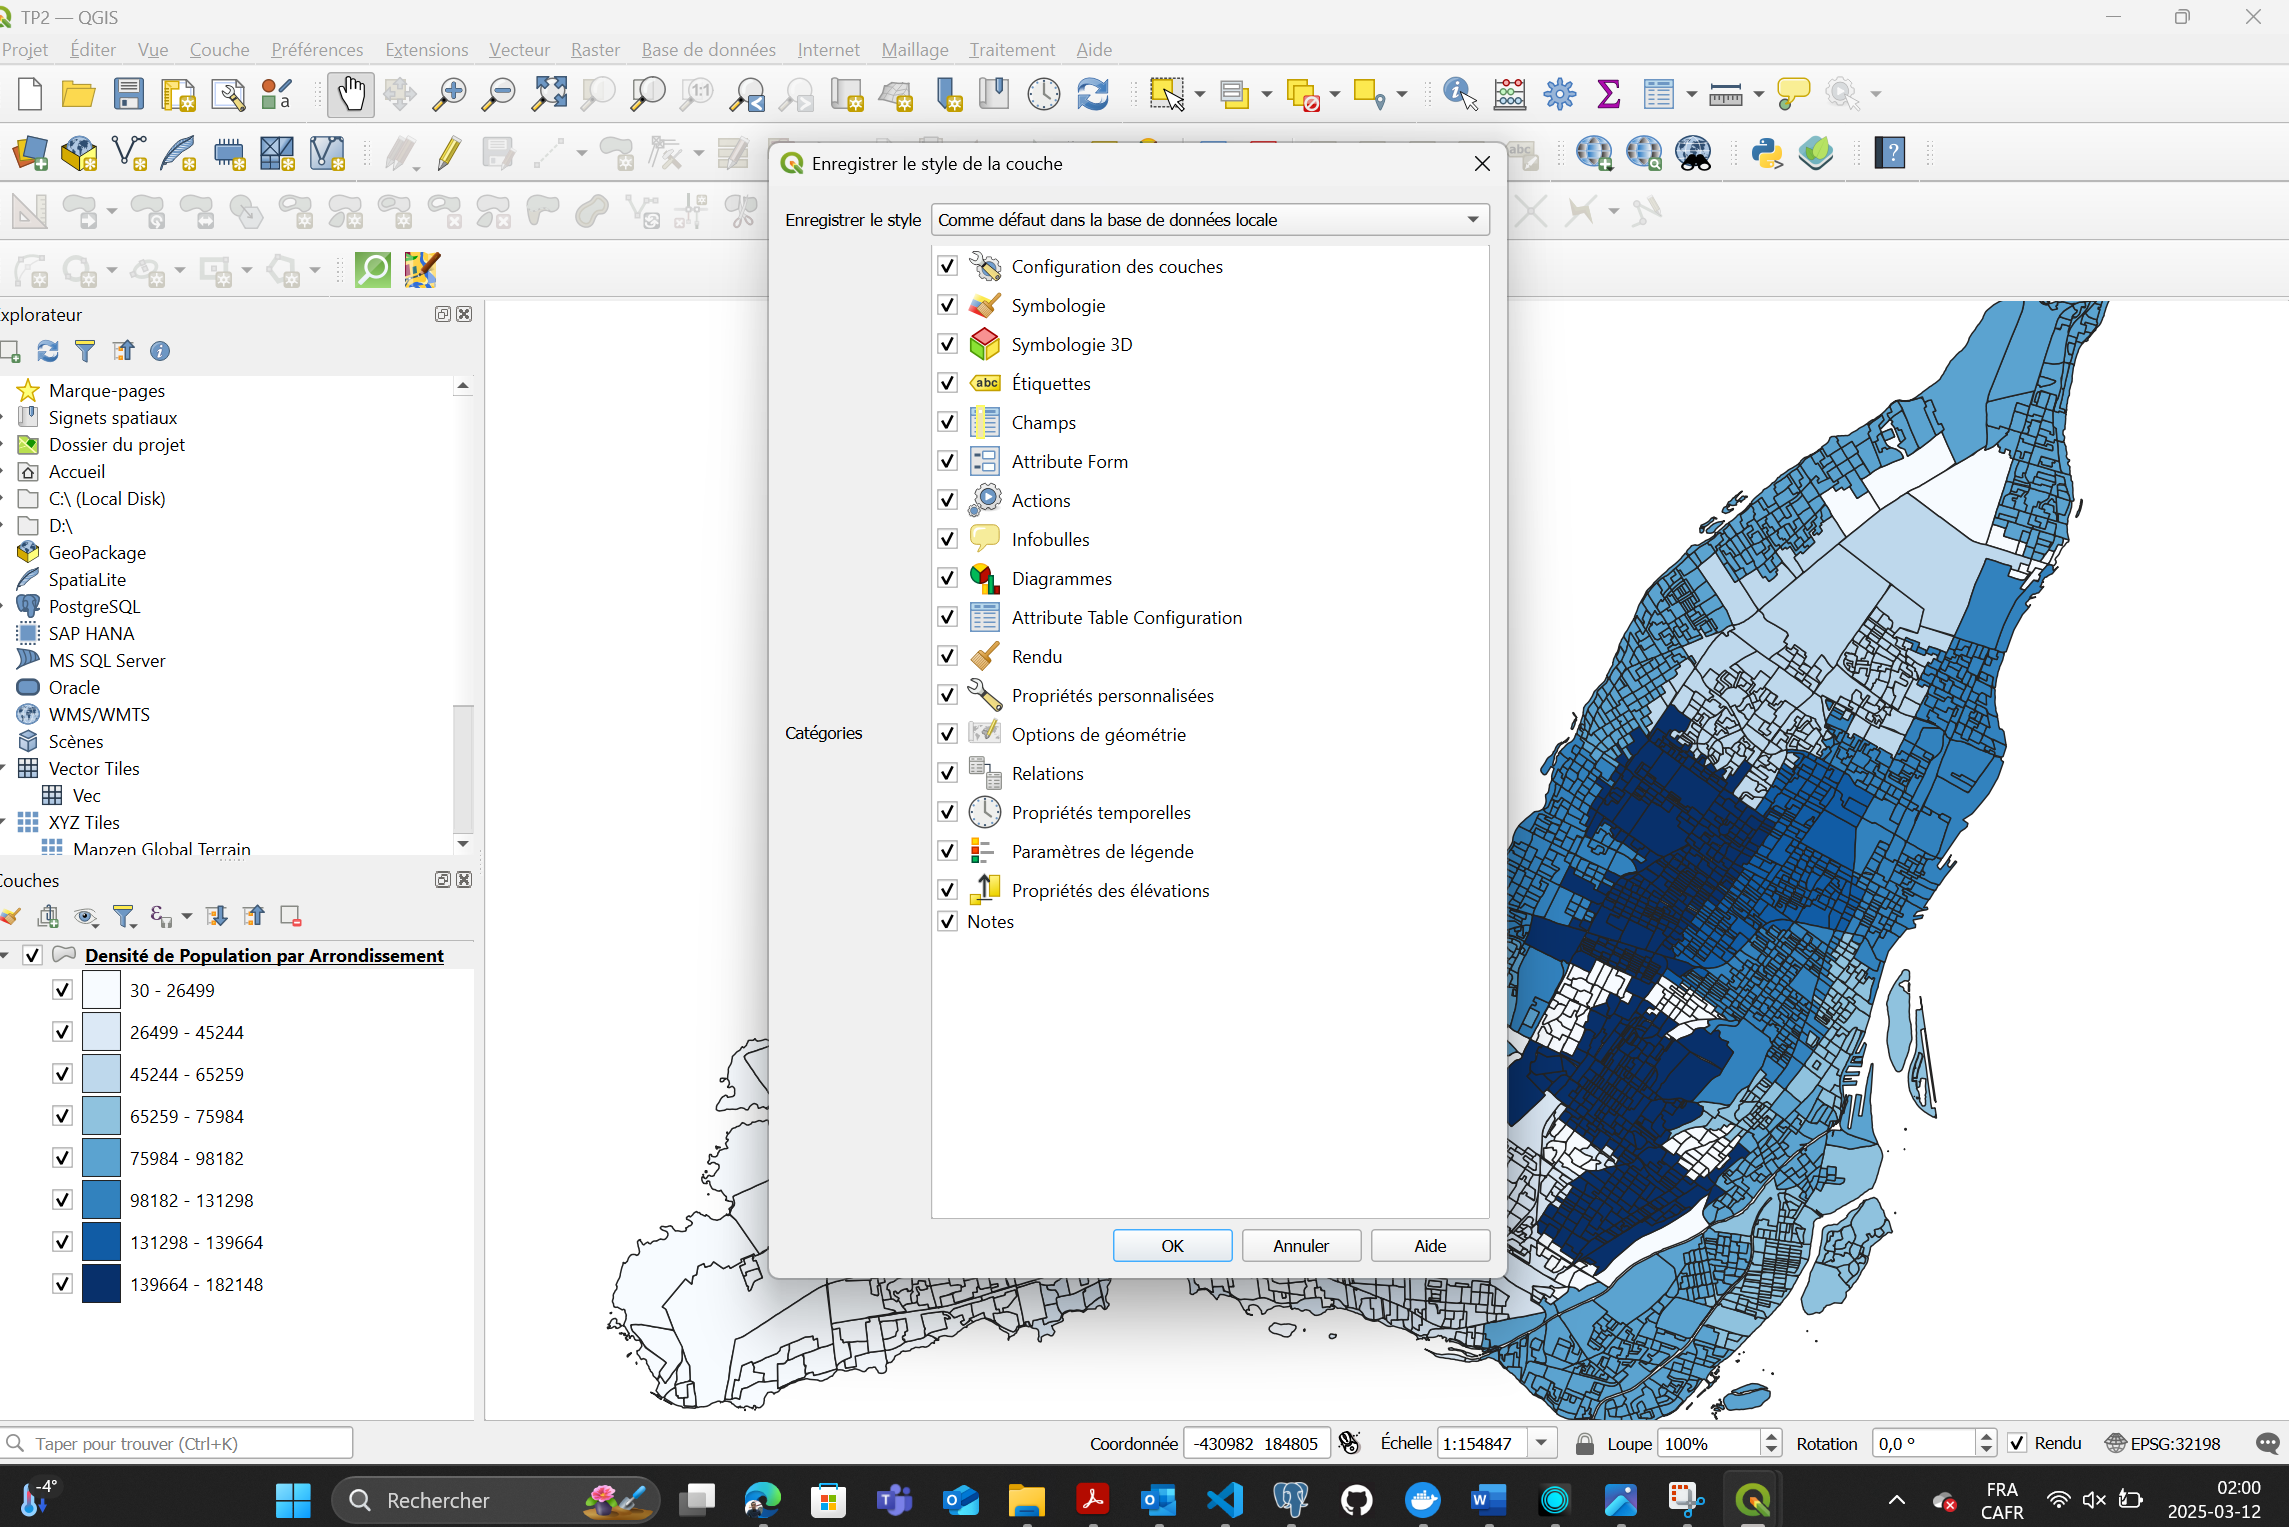 TP2 — QGIS
Projet Éditer Vue Couche Préférences Extensions Vecteur Raster Base de données Internet Maillage Traitement Aide
Enregistrer le style de la couche
Enregistrer le style Comme défaut dans la base de données locale
Configuration des couches
Symbologie
Symbologie 3D
abc Étiquettes
Champs
Attribute Form
Actions
Infobulles
Diagrammes
Attribute Table Configuration
Rendu
Propriétés personnalisées
Catégories
Options de géométrie
Relations
Propriétés temporelles
Paramètres de légende
Propriétés des élévations
Notes
OK Annuler Aide
xplorateur
Marque-pages
Signets spatiaux
Dossier du projet
Accueil
C:\ (Local Disk)
D:\
GeoPackage
SpatiaLite
PostgreSQL
SAP HANA
MS SQL Server
Oracle
WMS/WMTS
Scènes
Vector Tiles
Vec
XYZ Tiles
Mapzen Global Terrain
Couches
Densité de Population par Arrondissement
30 - 26499
26499 - 45244
45244 - 65259
65259 - 75984
75984 - 98182
98182 - 131298
131298 - 139664
139664 - 182148
Taper pour trouver (Ctrl+K) Coordonnée -430982 184805 Échelle 1:154847 Loupe 100% Rotation 0,0 ° Rendu EPSG:32198
-4°
Rechercher
FRA
CAFR
02:00
2025-03-12